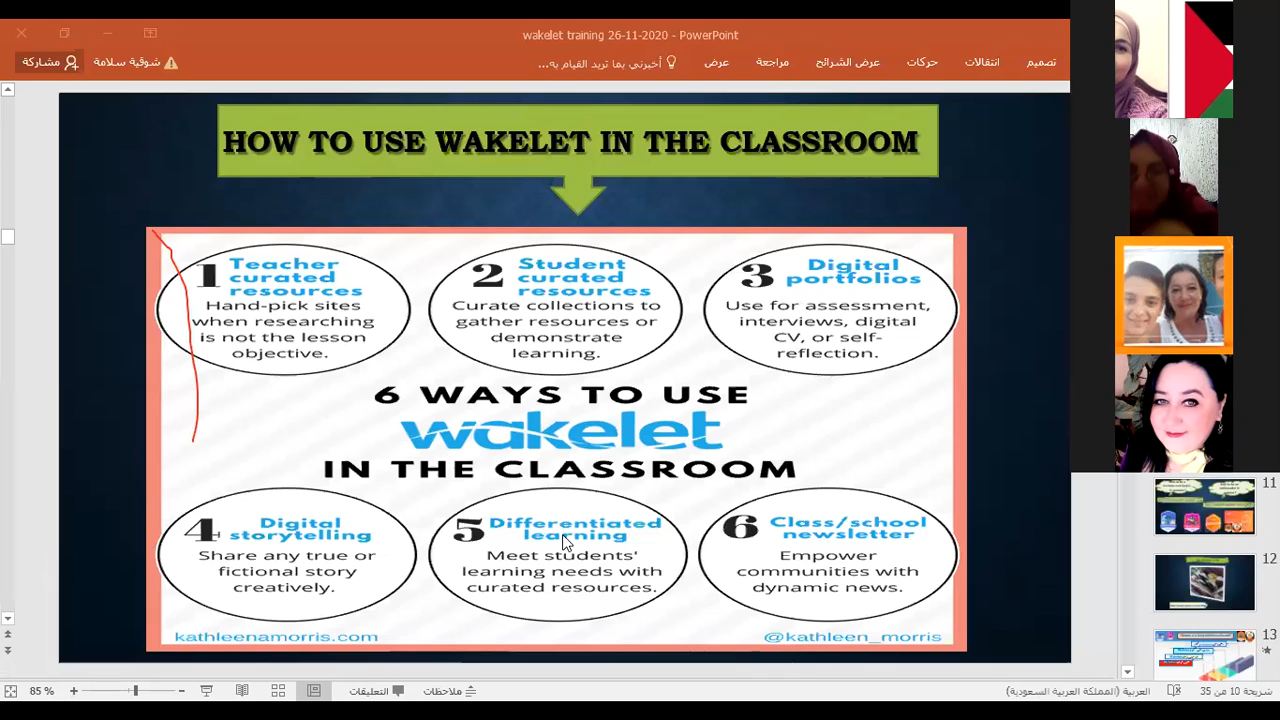 wakelet training 26-11-2020 - PowerPoint
مشاركة
شوقية سلامة
أخبرني بما تريد القيام به...
عرض
مراجعة
عرض الشرائح
حركات
انتقالات
تصميم
HOW TO USE WAKELET IN THE CLASSROOM
1 Teacher
curated
resources
Hand-pick sites
when researching
is not the lesson
objective.
2 Student
curated
resources
Curate collections to
gather resources or
demonstrate
learning.
3 Digital
portfolios
Use for assessment,
interviews, digital
CV, or self-
reflection.
6 WAYS TO USE
wakelet
IN THE CLASSROOM
4 Digital
storytelling
Share any true or
fictional story
creatively.
5 Differentiated
learning
Meet students'
learning needs with
curated resources.
6 Class/school
newsletter
Empower
communities with
dynamic news.
kathleenamorris.com
@kathleen_morris
11
12
13
85 %
التعليقات
ملاحظات
العربية (المملكة العربية السعودية)
شريحة 10 من 35